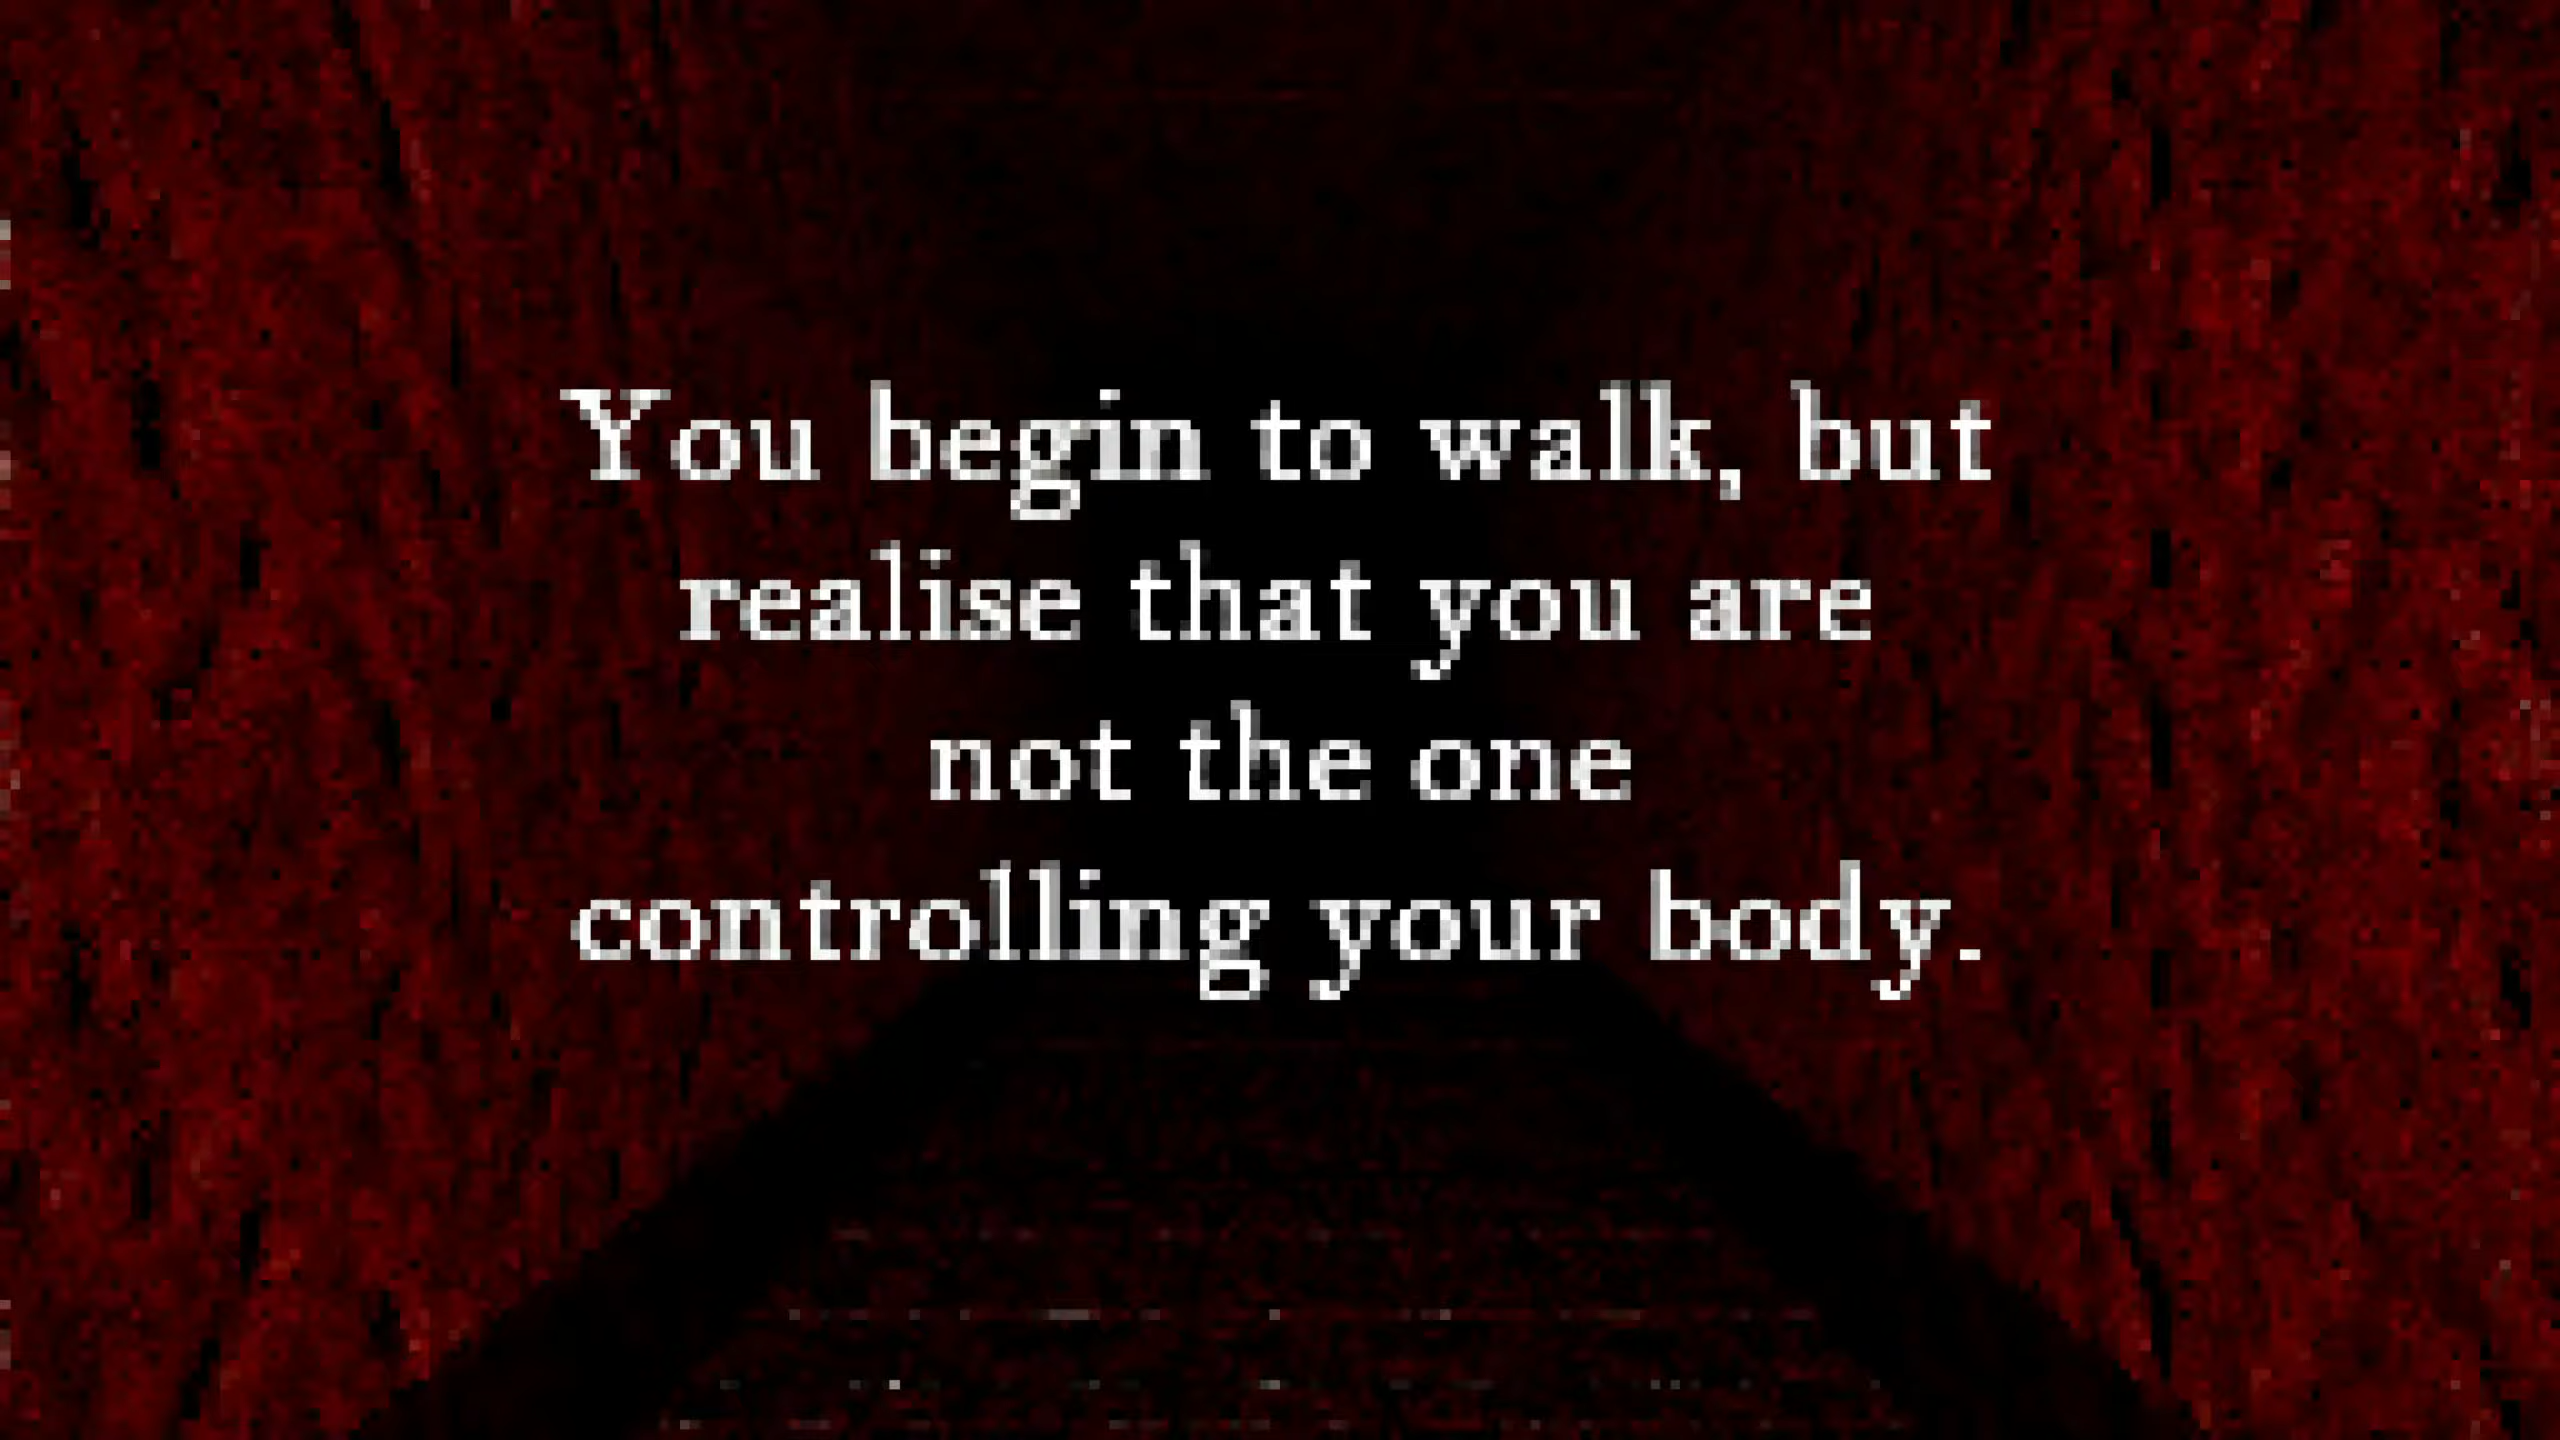 You begin to walk, but
realise that you are
not the one
controlling your body.